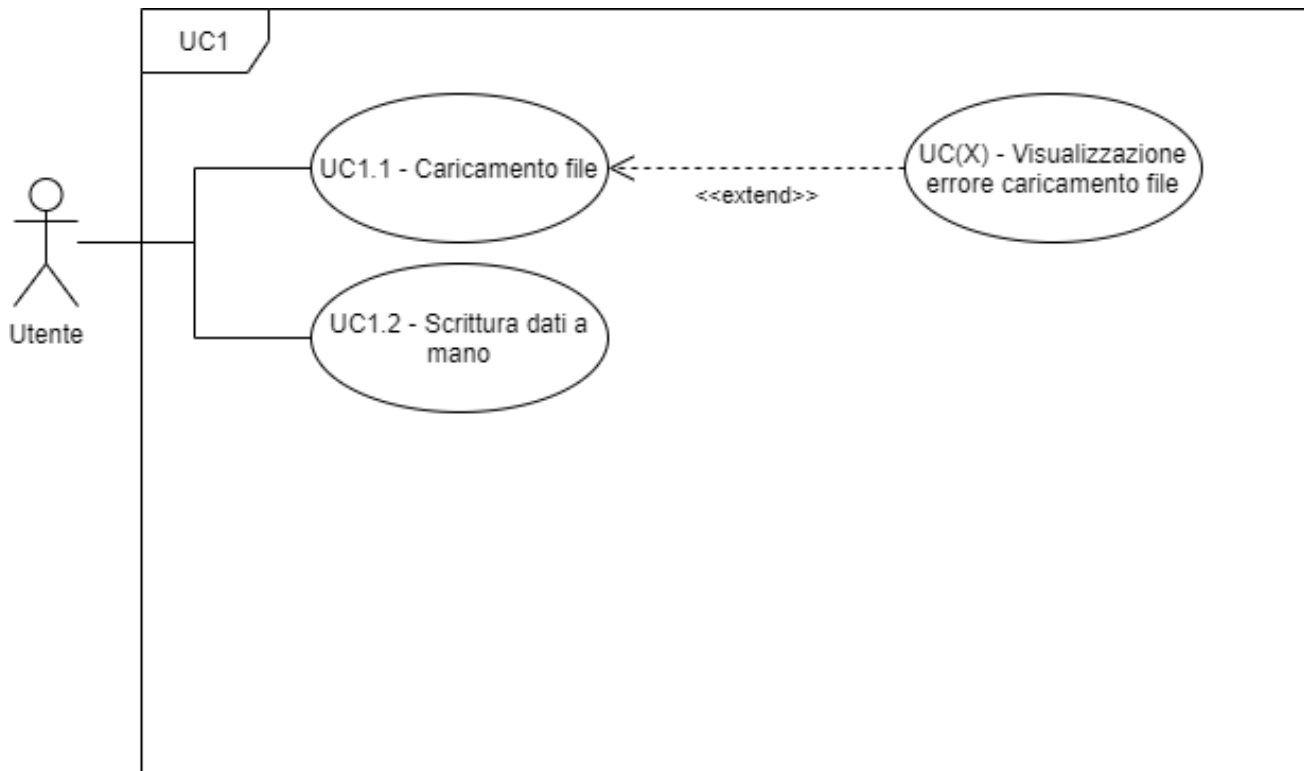 UC1
UC1.1 - Caricamento file
<<extend>>
UC(X) - Visualizzazione
errore caricamento file
Utente
UC1.2 - Scrittura dati a
mano